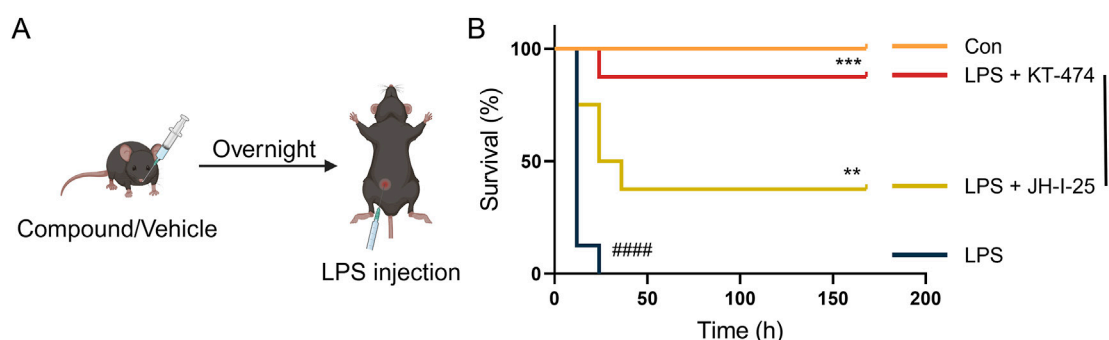 A
Compound/Vehicle
Overnight
LPS injection
B
Survival (%)
100
50
0
0 50 100 150 200
Time (h)
***
**
####
Con
LPS + KT-474
LPS + JH-I-25
LPS